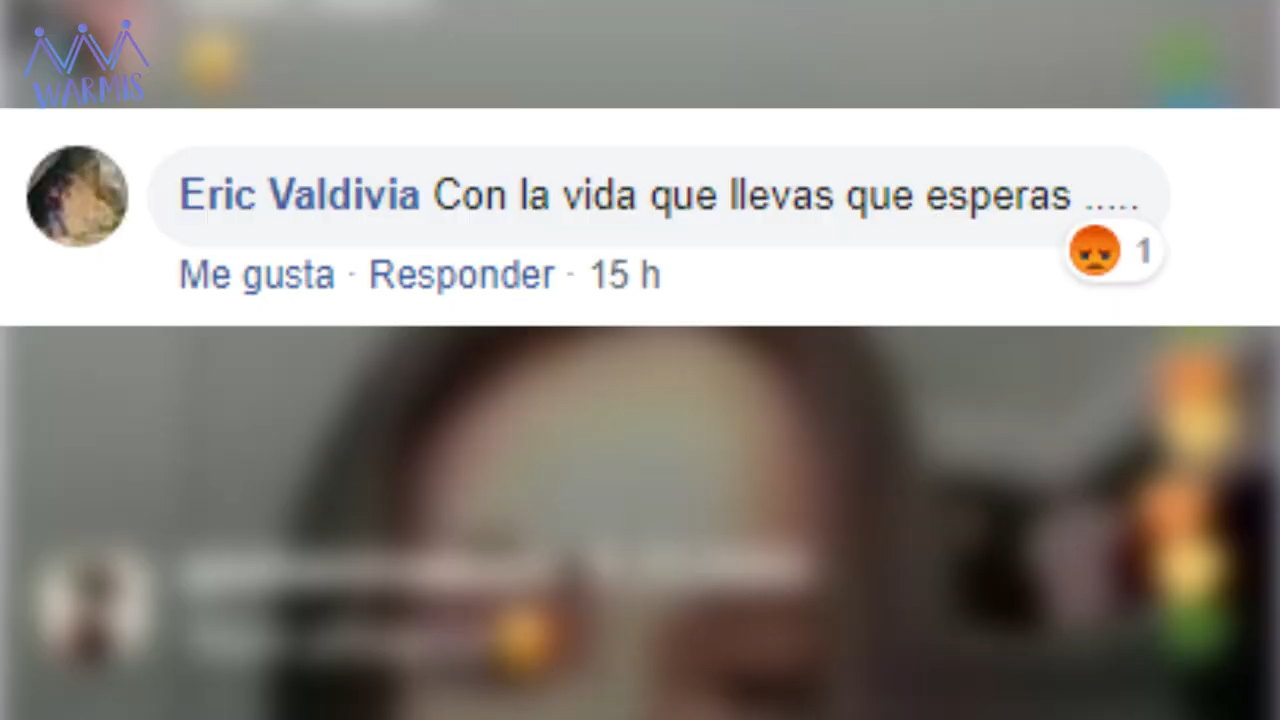 WARMIS
Eric Valdivia Con la vida que llevas que esperas .....
1
Me gusta · Responder · 15 h